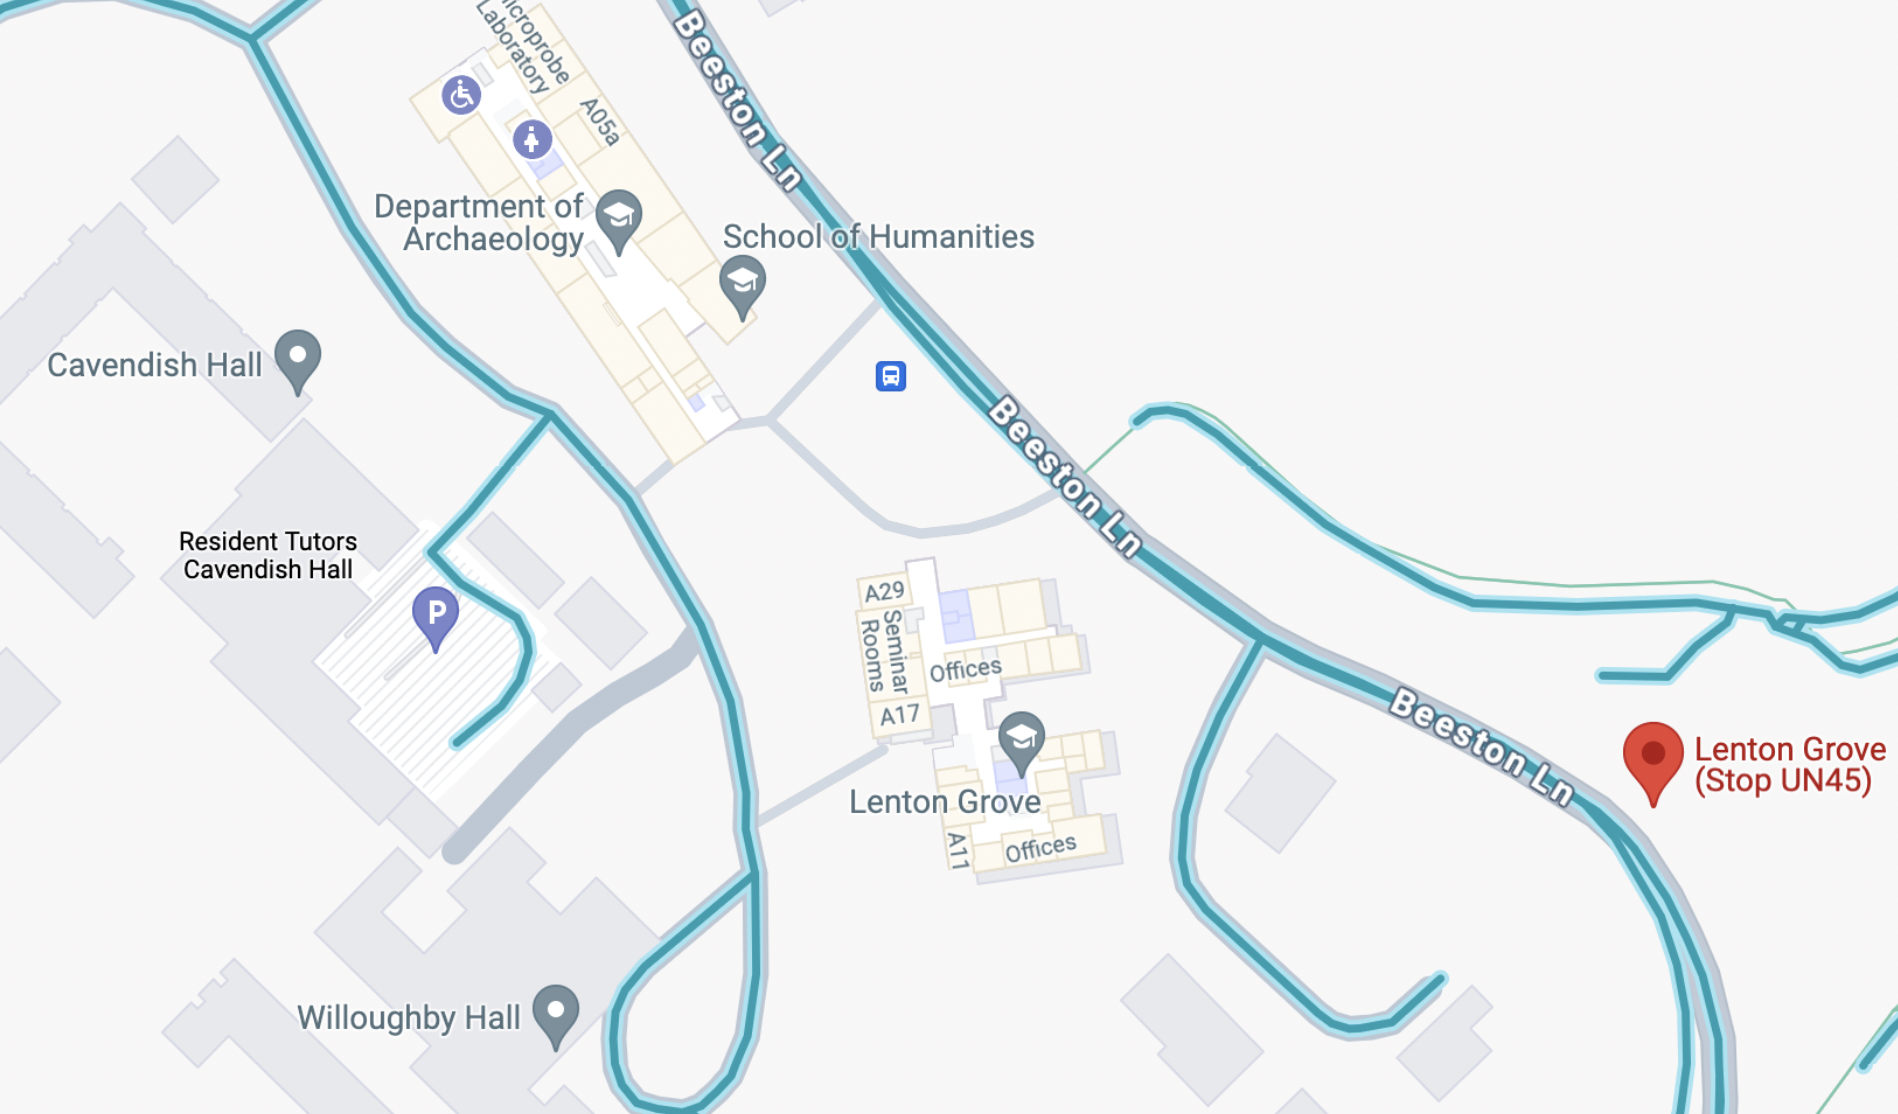 Laboratory
A05a
Beeston Ln
Department of
Archaeology
School of Humanities
Cavendish Hall
Beeston Ln
Resident Tutors
Cavendish Hall
P
A29
Seminar
Rooms
Offices
A17
Beeston Ln
Lenton Grove
(Stop UN45)
Lenton Grove
A11
Offices
Willoughby Hall